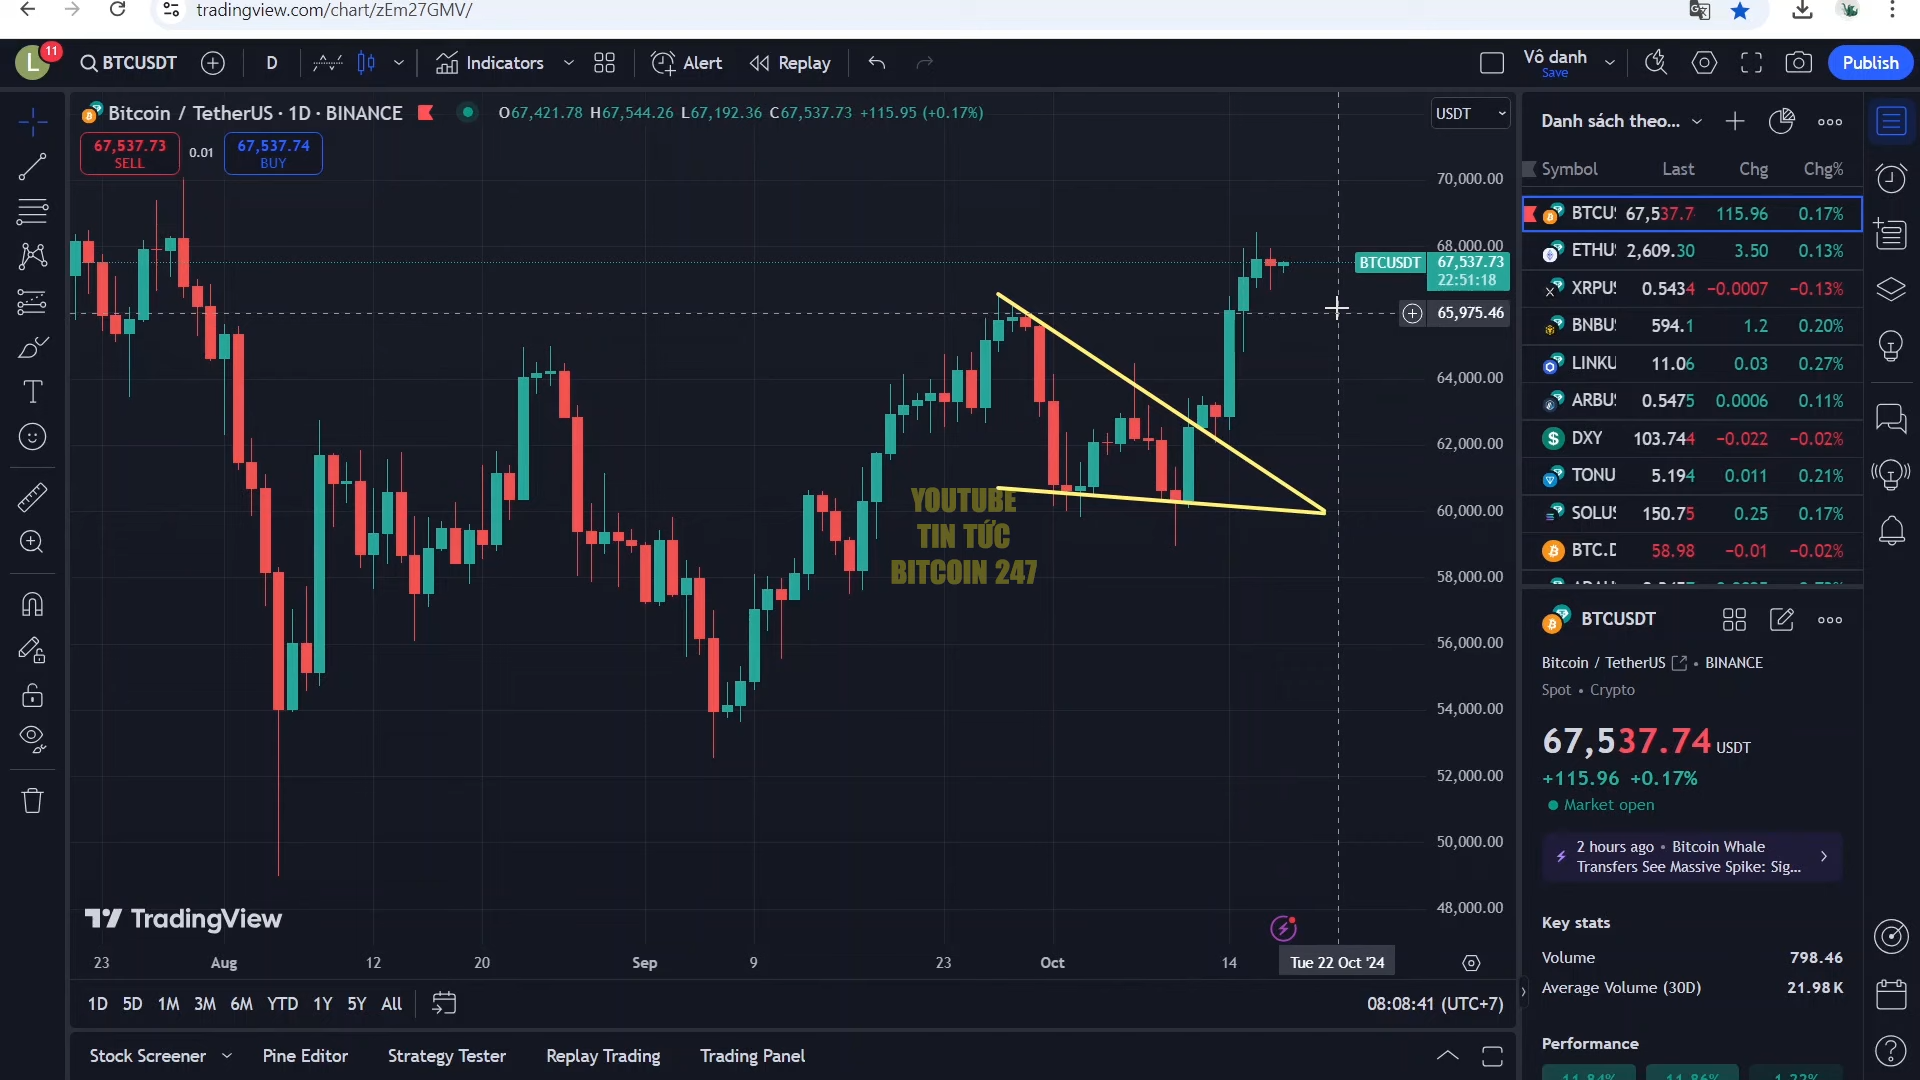 tradingview.com/chart/zEm27GMV/
L
11
BTCUSDT
D
Indicators
Alert
Replay
Vô danh
Save
Publish
Bitcoin / TetherUS · 1D · BINANCE
O67,421.78 H67,544.26 L67,192.36 C67,537.73 +115.95 (+0.17%)
67,537.73
SELL
0.01
67,537.74
BUY
USDT
70,000.00
68,000.00
BTCUSDT
67,537.73
22:51:18
65,975.46
64,000.00
62,000.00
60,000.00
58,000.00
56,000.00
54,000.00
52,000.00
50,000.00
48,000.00
YOUTUBE
TIN TỨC
BITCOIN 247
TradingView
23
Aug
12
20
Sep
9
23
Oct
14
Tue 22 Oct '24
1D 5D 1M 3M 6M YTD 1Y 5Y All
08:08:41 (UTC+7)
Stock Screener
Pine Editor
Strategy Tester
Replay Trading
Trading Panel
Danh sách theo...
Symbol Last Chg Chg%
BTCU 67,537.7 115.96 0.17%
ETHU 2,609.30 3.50 0.13%
XRPU 0.5434 −0.0007 −0.13%
BNBU 594.1 1.2 0.20%
LINKU 11.06 0.03 0.27%
ARBU 0.5475 0.0006 0.11%
DXY 103.744 −0.022 −0.02%
TONU 5.194 0.011 0.21%
SOLU 150.75 0.25 0.17%
BTC.D 58.98 −0.01 −0.02%
BTCUSDT
Bitcoin / TetherUS • BINANCE
Spot • Crypto
67,537.74 USDT
+115.96 +0.17%
Market open
2 hours ago • Bitcoin Whale
Transfers See Massive Spike: Sig...
Key stats
Volume 798.46
Average Volume (30D) 21.98K
Performance